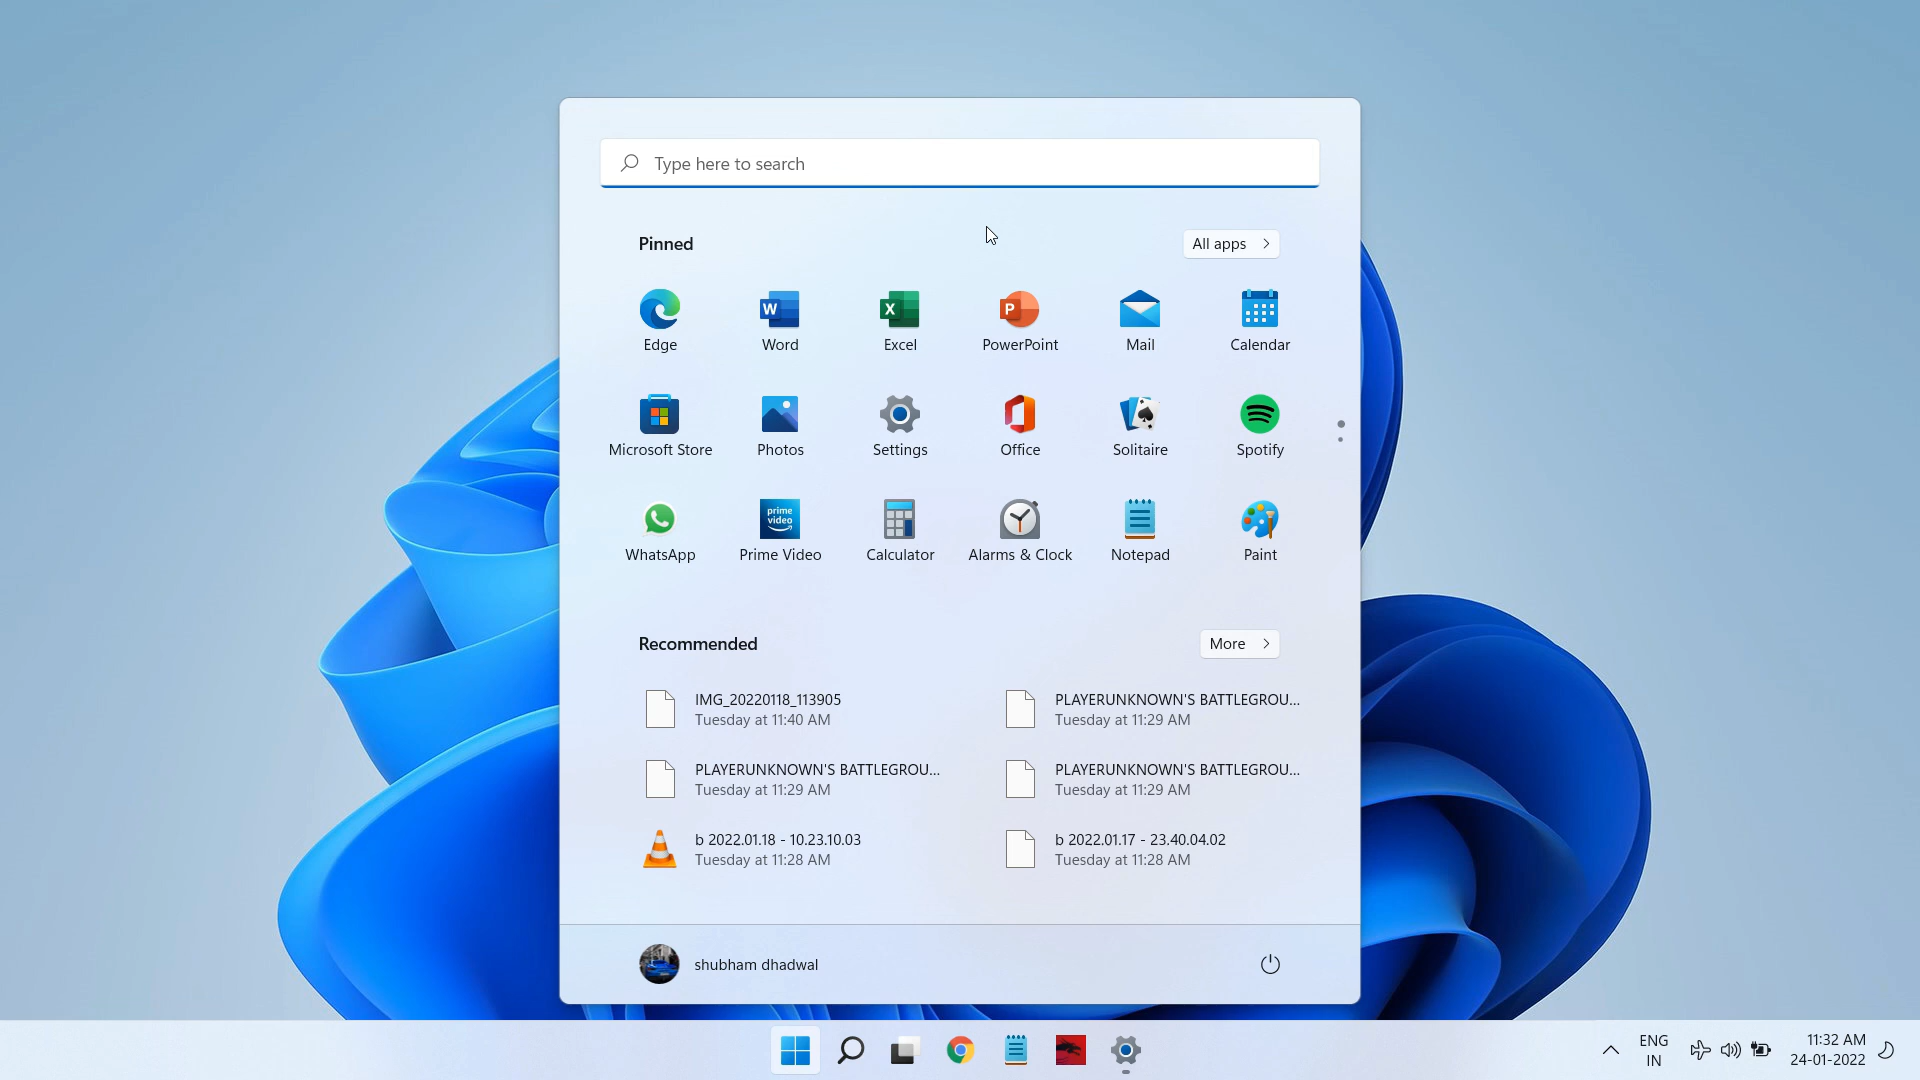 Type here to search
Pinned
All apps
Edge
Word
Excel
PowerPoint
Mail
Calendar
Microsoft Store
Photos
Settings
Office
Solitaire
Spotify
prime video
WhatsApp
Prime Video
Calculator
Alarms & Clock
Notepad
Paint
Recommended
More
IMG_20220118_113905
Tuesday at 11:40 AM
PLAYERUNKNOWN'S BATTLEGROU...
Tuesday at 11:29 AM
PLAYERUNKNOWN'S BATTLEGROU...
Tuesday at 11:29 AM
PLAYERUNKNOWN'S BATTLEGROU...
Tuesday at 11:29 AM
b 2022.01.18 - 10.23.10.03
Tuesday at 11:28 AM
b 2022.01.17 - 23.40.04.02
Tuesday at 11:28 AM
shubham dhadwal
ENG
IN
11:32 AM
24-01-2022